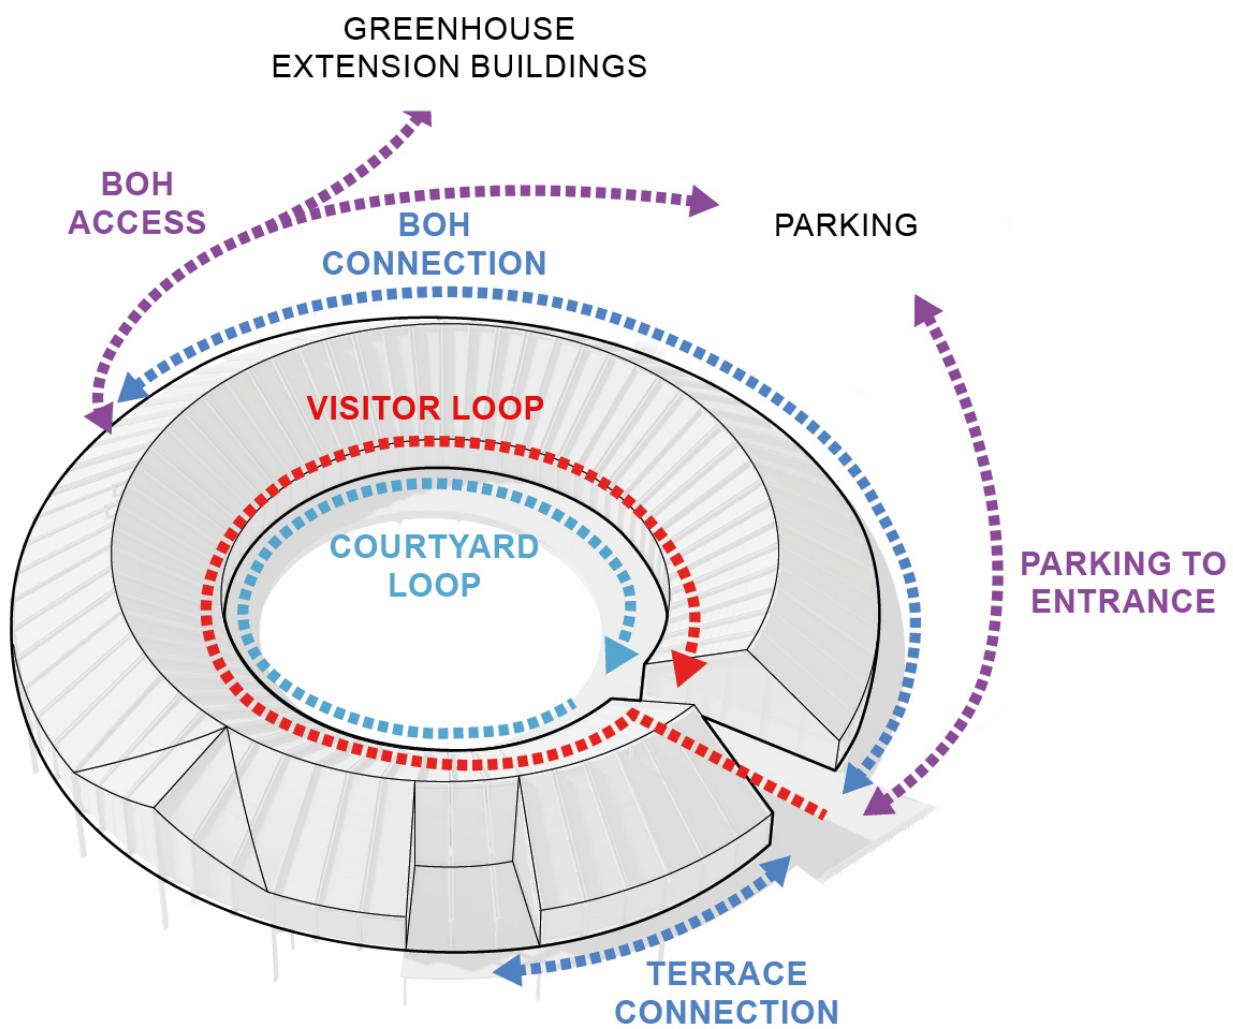 GREENHOUSE
EXTENSION BUILDINGS
BOH
ACCESS
BOH
CONNECTION
PARKING
VISITOR LOOP
COURTYARD
LOOP
PARKING TO
ENTRANCE
TERRACE
CONNECTION